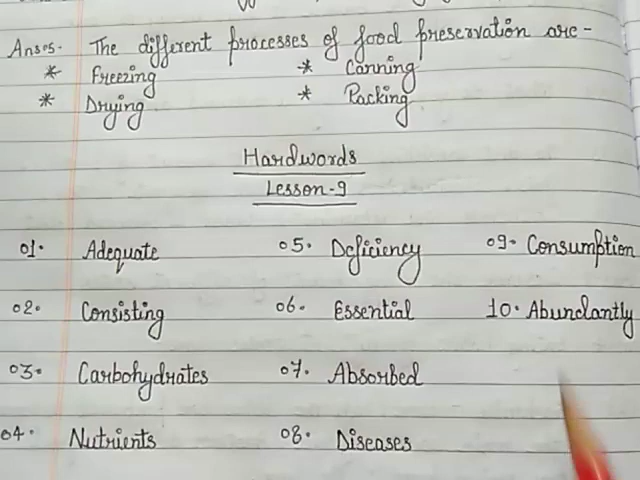 Ans05. The different processes of food preservation are-
* Freezing * Canning
* Drying * Packing
Hardwords
Lesson-9
01. Adequate 05. Deficiency 09. Consumption
02. Consisting 06. Essential 10. Abundantly
03. Carbohydrates 07. Absorbed
04. Nutrients 08. Diseases